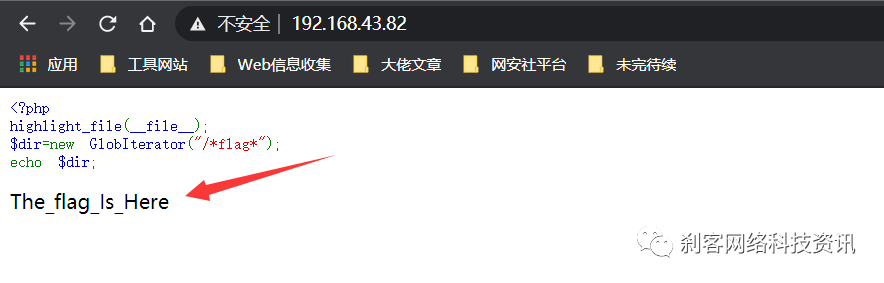 不安全 192.168.43.82
应用 工具网站 Web信息收集 大佬文章 网安社平台 未完待续
<?php
highlight_file(__file__);
$dir=new GlobIterator("/*flag*");
echo $dir;
The_flag_Is_Here
刹客网络科技资讯